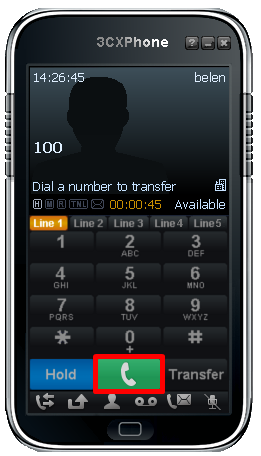 3CXPhone ?
14:26:45 belen
100
Dial a number to transfer
H M R TNL 00:00:45 Available
Line 1 Line 2 Line 3 Line 4 Line5
1 2 3
ABC DEF
4 5 6
GHI JKL MNO
7 8 9
PQRS TUV WXYZ
* 0 #
+
Hold Transfer